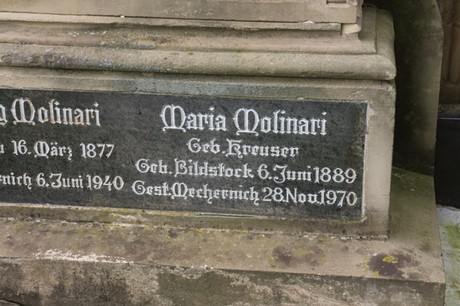 g Molinari
u 16.März 1877
rnich 6.Juni 1940
Maria Molinari
Geb.Kreuser
Geb.Bildstock 6.Juni 1889
Gest.Mechernich 28.Nov.1970